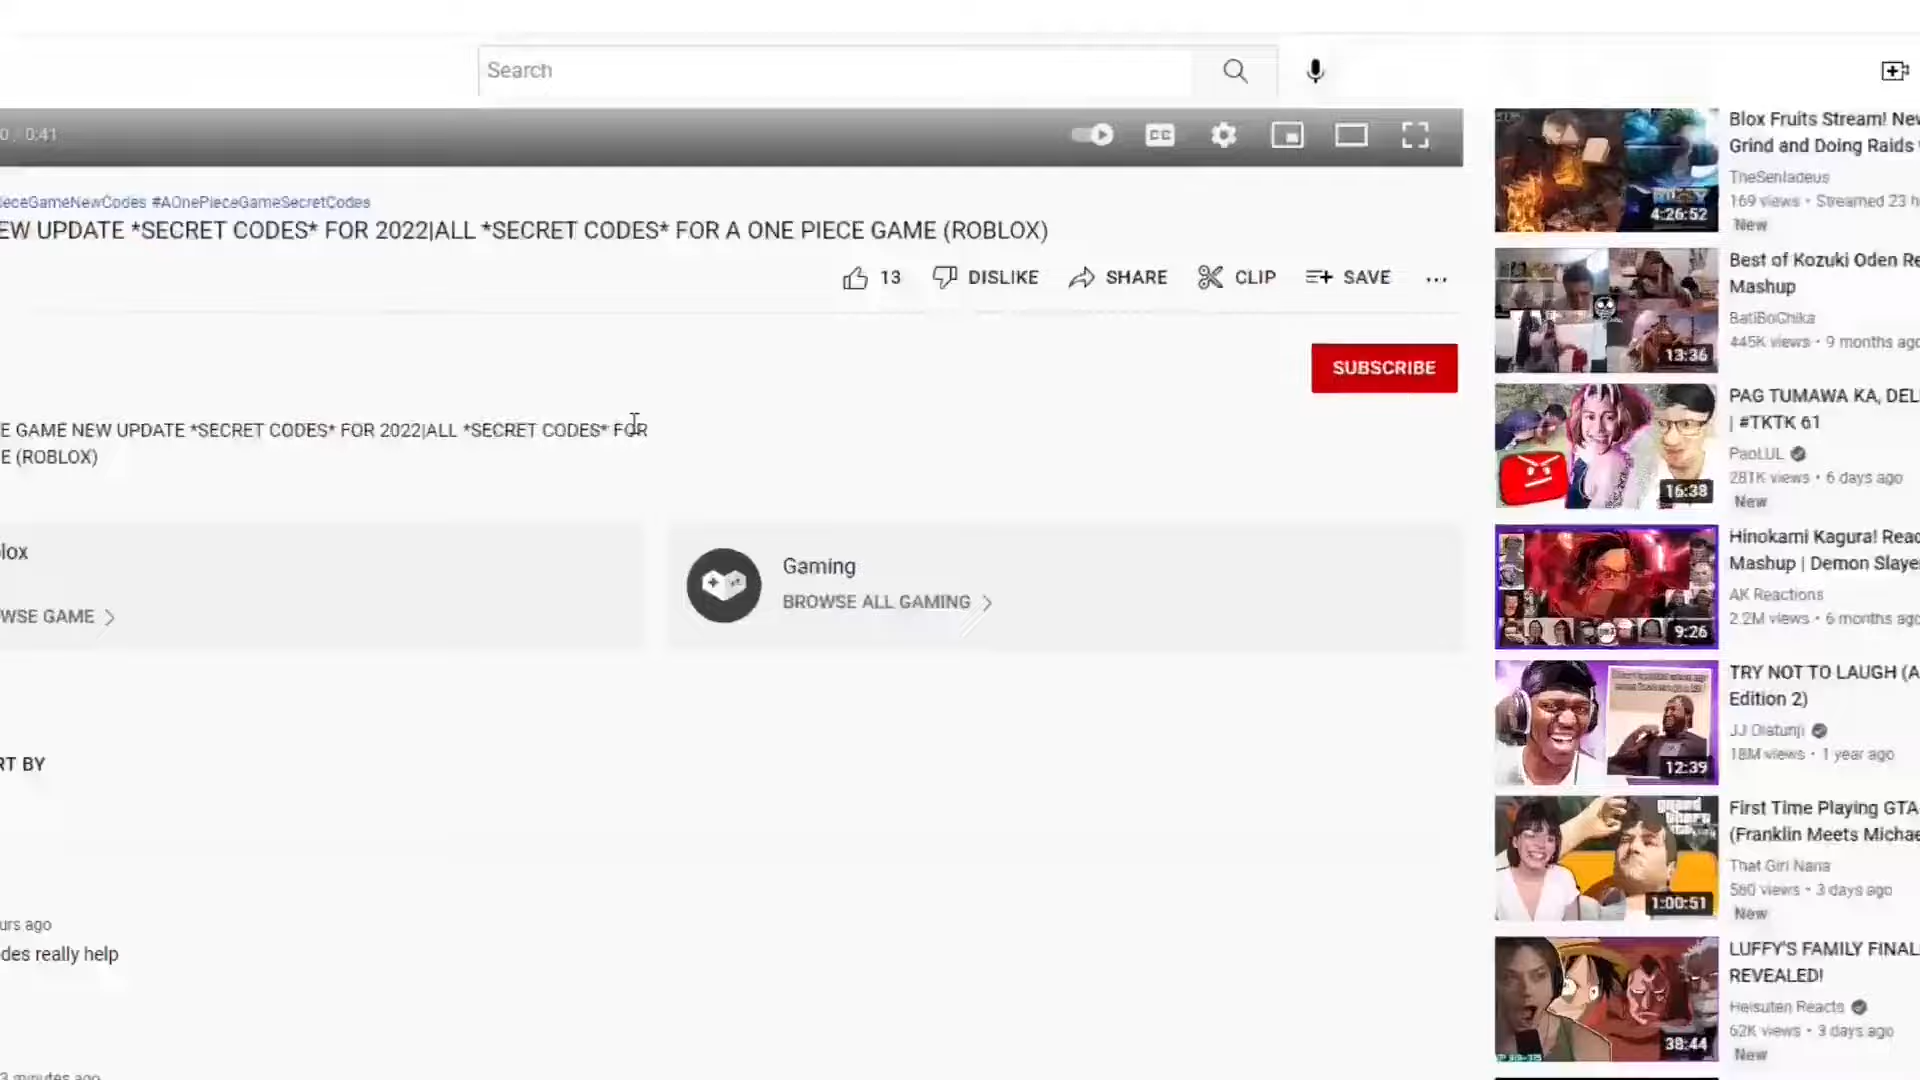 Search
0:41
ieceGameNewCodes #AOnePieceGameSecretCodes
EW UPDATE *SECRET CODES* FOR 2022|ALL *SECRET CODES* FOR A ONE PIECE GAME (ROBLOX)
13 DISLIKE SHARE CLIP SAVE ...
SUBSCRIBE
E GAME NEW UPDATE *SECRET CODES* FOR 2022|ALL *SECRET CODES* FOR
E (ROBLOX)
lox
WSE GAME
Gaming
BROWSE ALL GAMING
RT BY
urs ago
des really help
3 minutes ago
4:26:52
Blox Fruits Stream! New
Grind and Doing Raids
TheSenladeus
169 views • Streamed 23 h
New
13:36
Best of Kozuki Oden Re
Mashup
BatiBoiChika
445K views • 9 months ago
16:38
PAG TUMAWA KA, DEL
| #TKTK 61
PaoLUL
281K views • 6 days ago
New
9:26
Hinokami Kagura! Reac
Mashup | Demon Slayer
AK Reactions
2.2M views • 6 months ago
12:39
TRY NOT TO LAUGH (A
Edition 2)
JJ Olatunji
18M views • 1 year ago
1:00:51
First Time Playing GTA
(Franklin Meets Michae
That Girl Nana
560 views • 3 days ago
New
38:44
LUFFY'S FAMILY FINAL
REVEALED!
Heisuten Reacts
62K views • 3 days ago
New